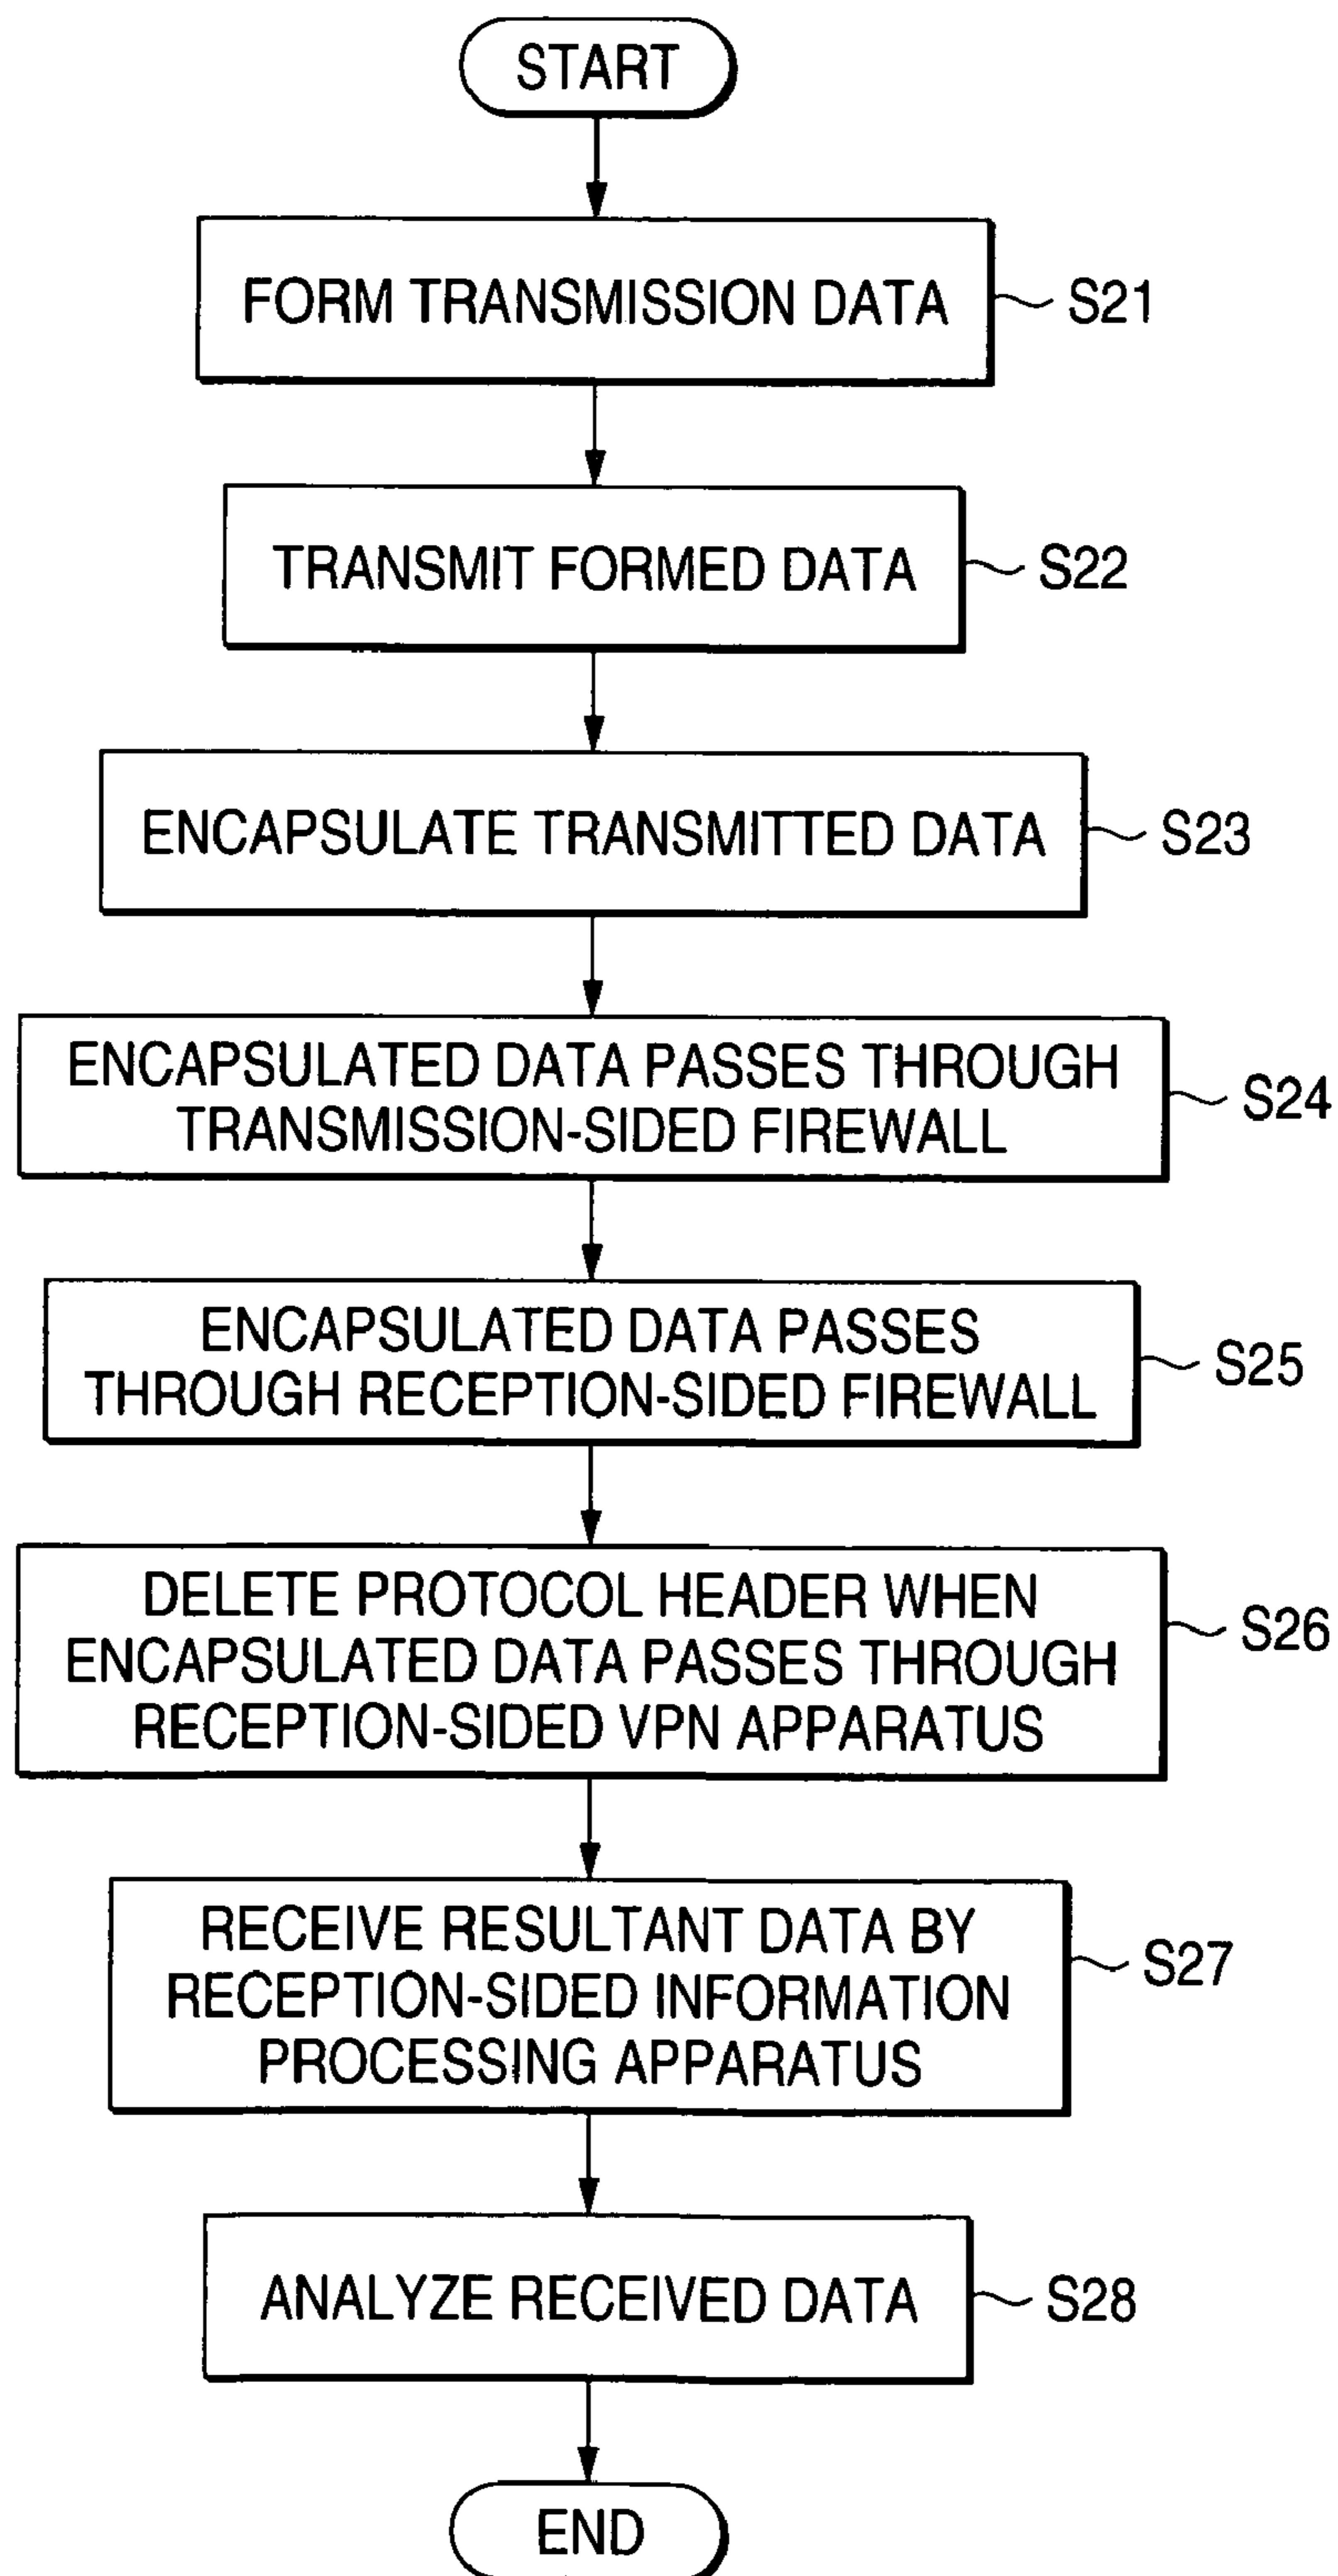 START
FORM TRANSMISSION DATA
S21
TRANSMIT FORMED DATA
S22
ENCAPSULATE TRANSMITTED DATA
S23
ENCAPSULATED DATA PASSES THROUGH
TRANSMISSION-SIDED FIREWALL
S24
ENCAPSULATED DATA PASSES
THROUGH RECEPTION-SIDED FIREWALL
S25
DELETE PROTOCOL HEADER WHEN
ENCAPSULATED DATA PASSES THROUGH
RECEPTION-SIDED VPN APPARATUS
S26
RECEIVE RESULTANT DATA BY
RECEPTION-SIDED INFORMATION
PROCESSING APPARATUS
S27
ANALYZE RECEIVED DATA
S28
END